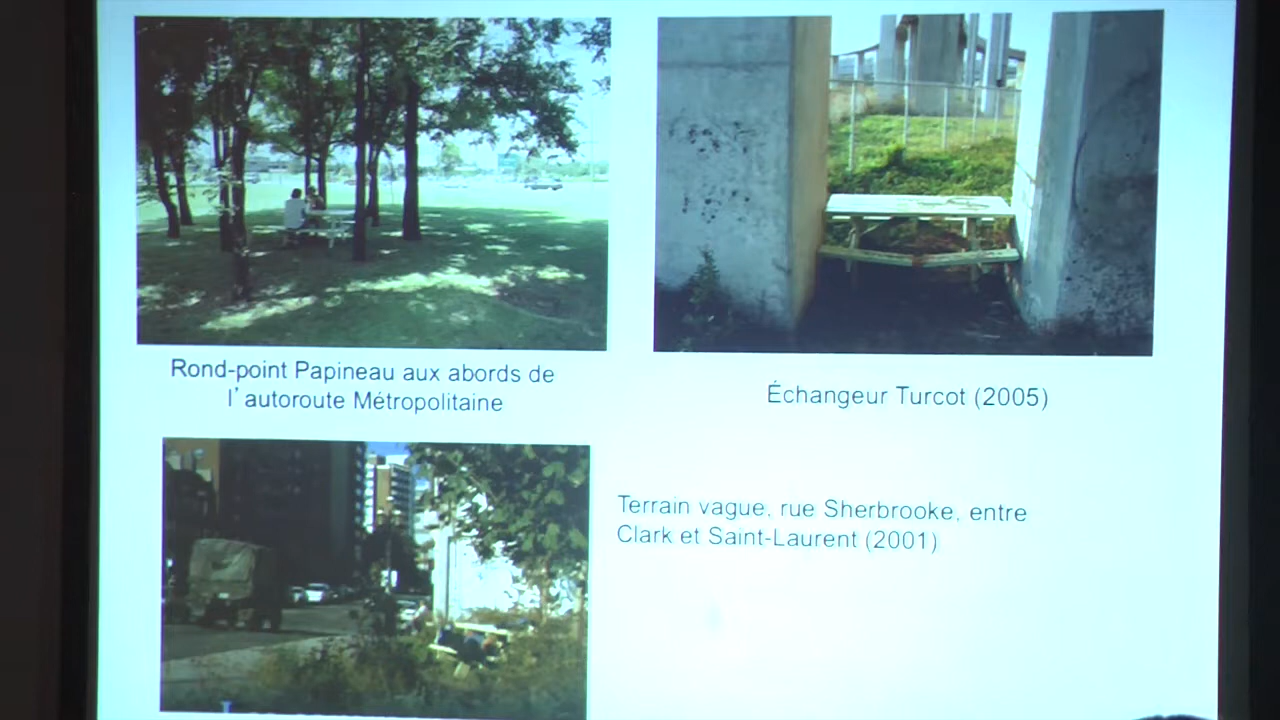 Rond-point Papineau aux abords de
l’autoroute Métropolitaine
Échangeur Turcot (2005)
Terrain vague, rue Sherbrooke, entre
Clark et Saint-Laurent (2001)